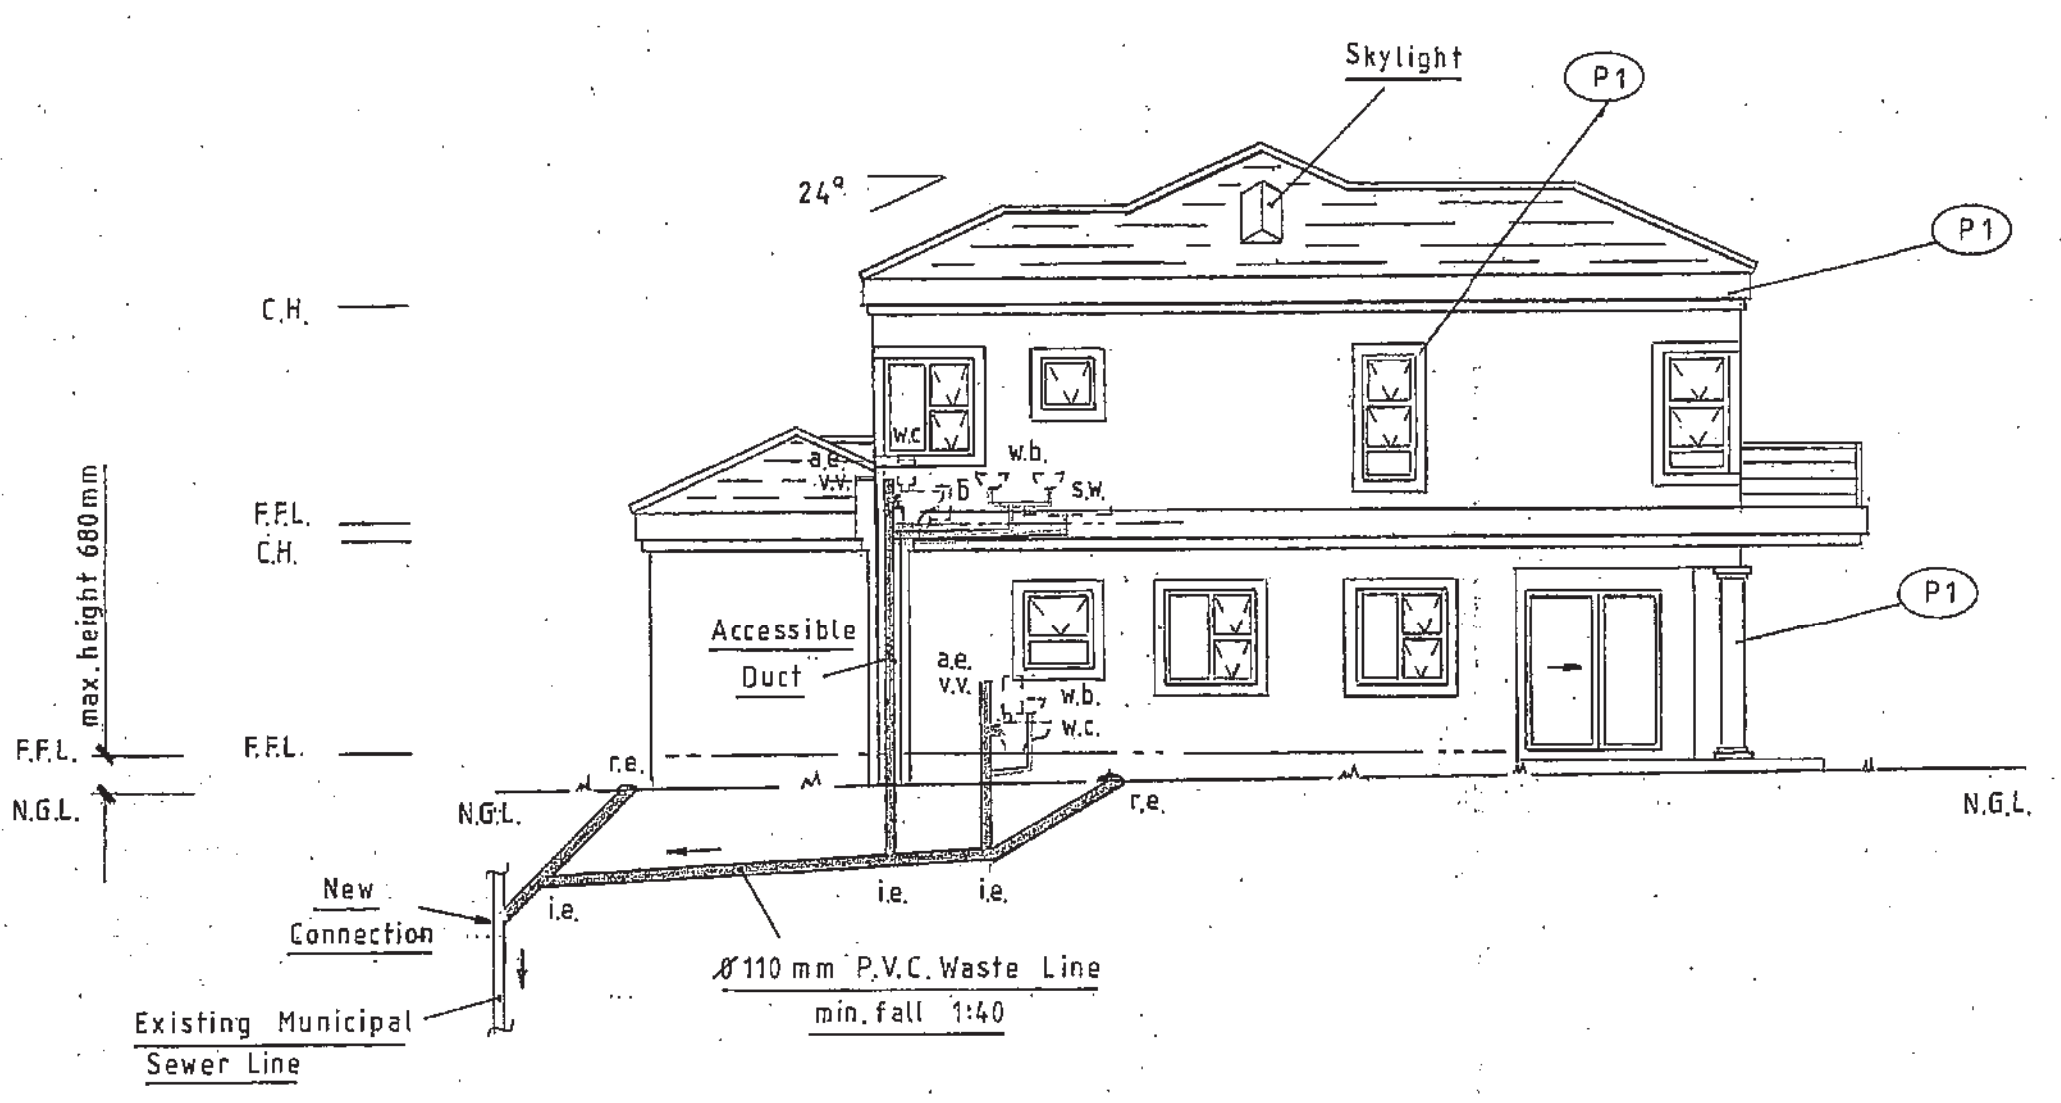 Skylight
P1
24°
P1
C.H.
w.c
a.e.
v.v.
w.b.
b
s.w.
F.F.L.
C.H.
max. height 680mm
P1
Accessible
Duct
a.e.
v.v.
w.b.
w.c.
F.F.L.
F.F.L.
r.e.
r.e.
N.G.L.
N.G.L.
N.G.L.
i.e.
i.e.
i.e.
New
Connection
Ø110 mm P.V.C. Waste Line
min. fall 1:40
Existing Municipal
Sewer Line